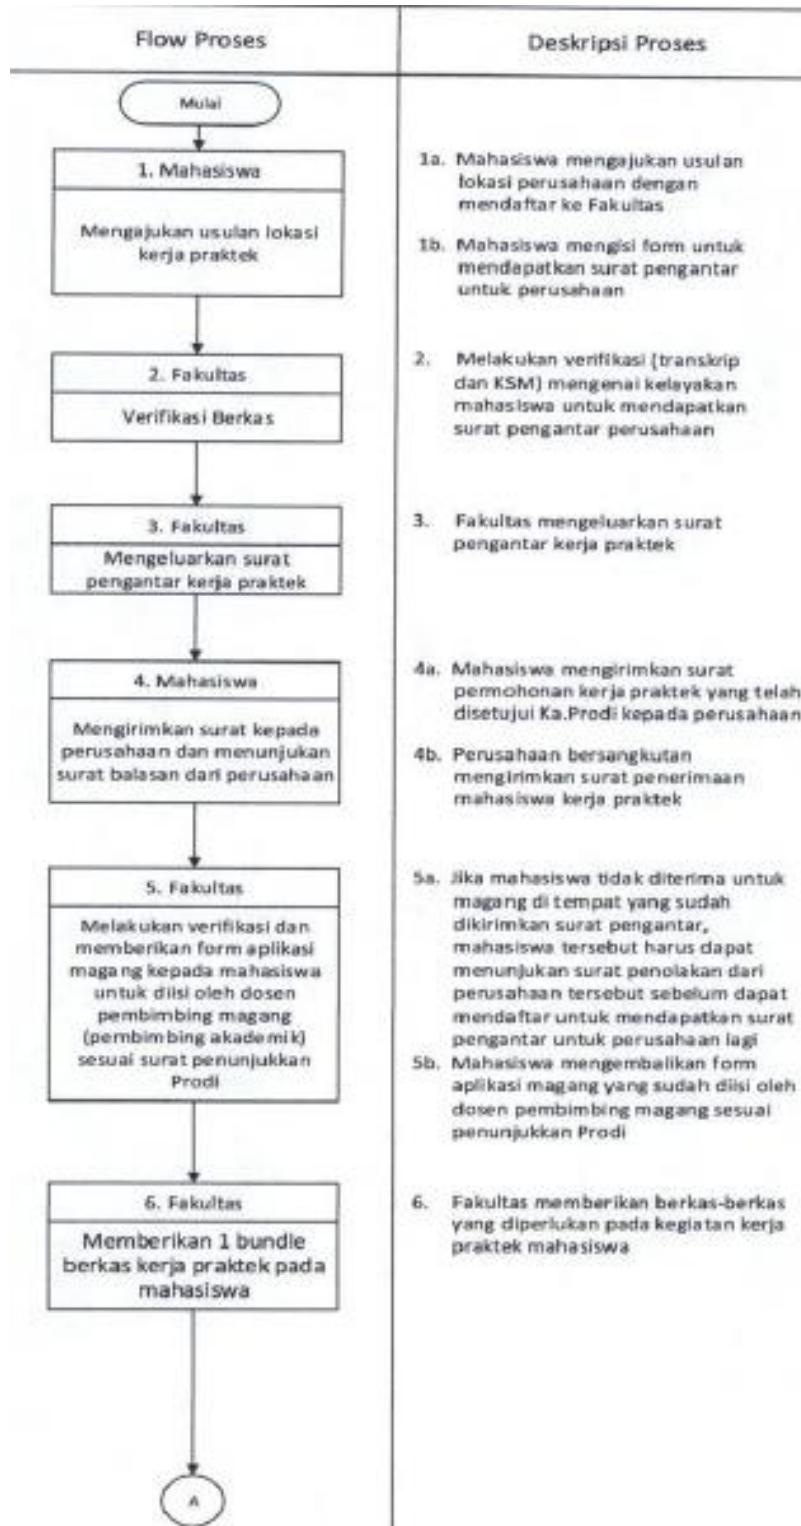 Flow Proses
Deskripsi Proses
Mulai
1. Mahasiswa
Mengajukan usulan lokasi
kerja praktek
1a. Mahasiswa mengajukan usulan
lokasi perusahaan dengan
mendaftar ke Fakultas
1b. Mahasiswa mengisi form untuk
mendapatkan surat pengantar
untuk perusahaan
2. Fakultas
Verifikasi Berkas
2. Melakukan verifikasi (transkrip
dan KSM) mengenai kelayakan
mahasiswa untuk mendapatkan
surat pengantar perusahaan
3. Fakultas
Mengeluarkan surat
pengantar kerja praktek
3. Fakultas mengeluarkan surat
pengantar kerja praktek
4. Mahasiswa
Mengirimkan surat kepada
perusahaan dan menunjukan
surat balasan dari perusahaan
4a. Mahasiswa mengirimkan surat
permohonan kerja praktek yang telah
disetujui Ka.Prodi kepada perusahaan
4b. Perusahaan bersangkutan
mengirimkan surat penerimaan
mahasiswa kerja praktek
5. Fakultas
Melakukan verifikasi dan
memberikan form aplikasi
magang kepada mahasiswa
untuk diisi oleh dosen
pembimbing magang
(pembimbing akademik)
sesuai surat penunjukkan
Prodi
5a. Jika mahasiswa tidak diterima untuk
magang di tempat yang sudah
dikirimkan surat pengantar,
mahasiswa tersebut harus dapat
menunjukan surat penolakan dari
perusahaan tersebut sebelum dapat
mendaftar untuk mendapatkan surat
pengantar untuk perusahaan lagi
5b. Mahasiswa mengembalikan form
aplikasi magang yang sudah diisi oleh
dosen pembimbing magang sesuai
penunjukkan Prodi
6. Fakultas
Memberikan 1 bundle
berkas kerja praktek pada
mahasiswa
6. Fakultas memberikan berkas-berkas
yang diperlukan pada kegiatan kerja
praktek mahasiswa
A